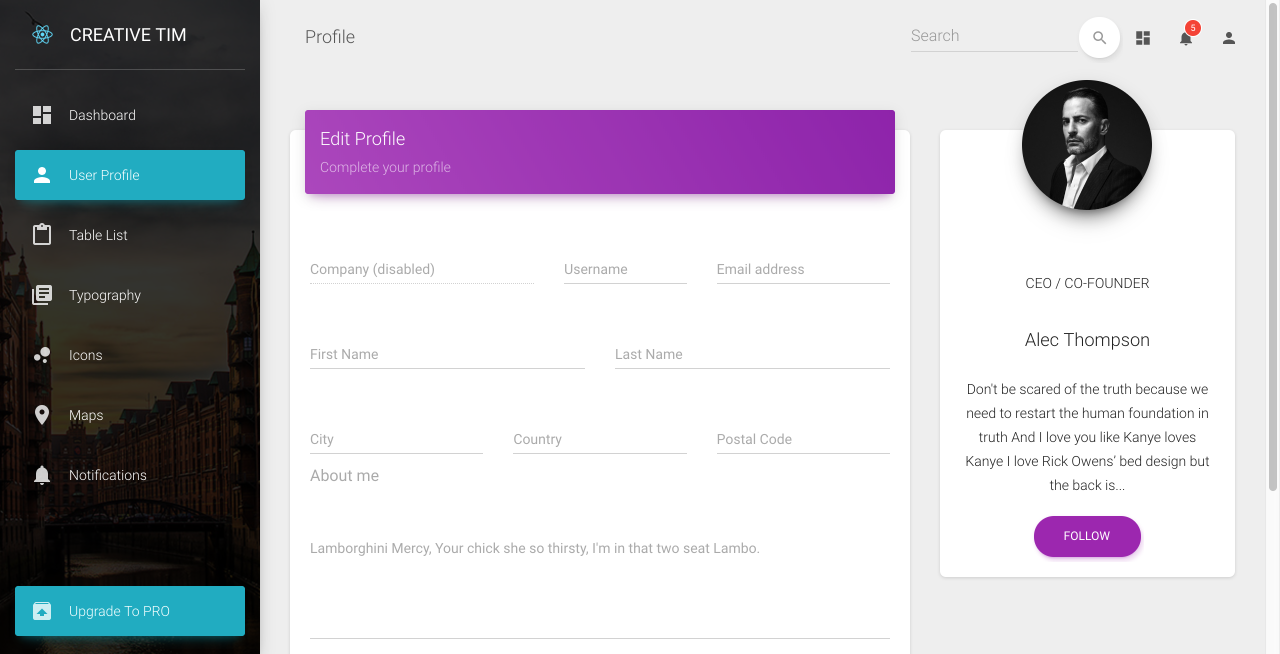 CREATIVE TIM
Dashboard
User Profile
Table List
Typography
Icons
Maps
Notifications
Upgrade To PRO
Profile
Search
5
Edit Profile
Complete your profile
Company (disabled)
Username
Email address
First Name
Last Name
City
Country
Postal Code
About me
Lamborghini Mercy, Your chick she so thirsty, I'm in that two seat Lambo.
CEO / CO-FOUNDER
Alec Thompson
Don't be scared of the truth because we
need to restart the human foundation in
truth And I love you like Kanye loves
Kanye I love Rick Owens’ bed design but
the back is...
FOLLOW